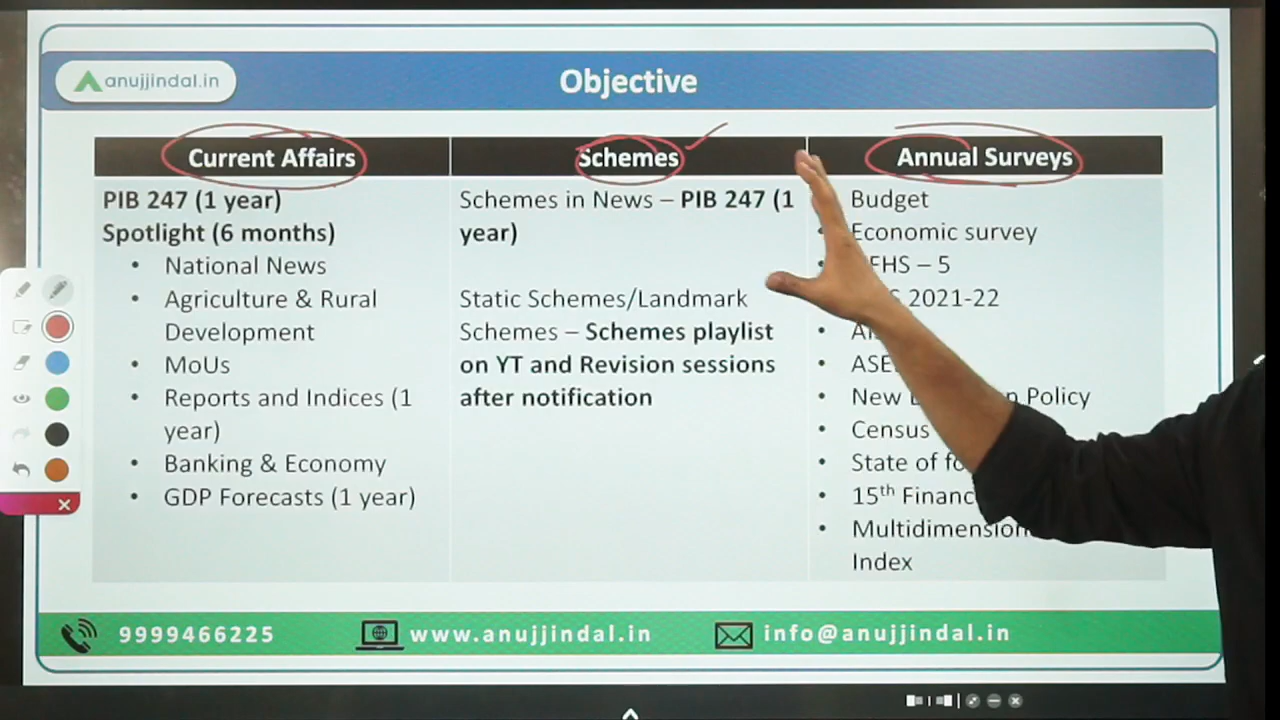 anujjindal.in
Objective
Current Affairs
Schemes
Annual Surveys
PIB 247 (1 year)
Spotlight (6 months)
• National News
• Agriculture & Rural
Development
• MoUs
• Reports and Indices (1
year)
• Banking & Economy
• GDP Forecasts (1 year)
Schemes in News – PIB 247 (1
year)
Static Schemes/Landmark
Schemes – Schemes playlist
on YT and Revision sessions
after notification
Budget
• Economic survey
– 5
2021-22
•
•
• New Policy
• Census
• State of
• 15th
• Multidimension
Index
9999466225
www.anujjindal.in
info@anujjindal.in